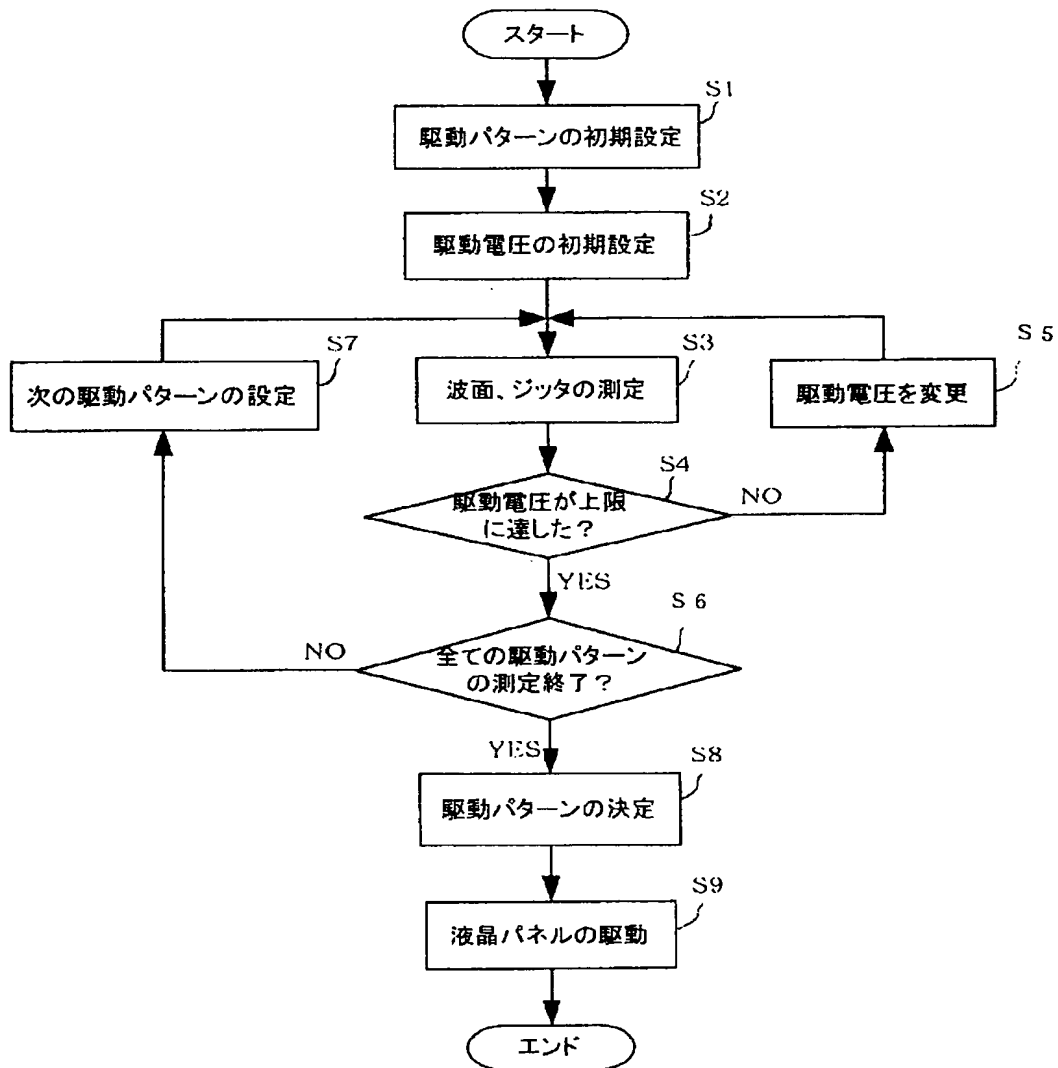 スタート
S1
駆動パターンの初期設定
S2
駆動電圧の初期設定
S7
次の駆動パターンの設定
S3
波面、ジッタの測定
S 5
駆動電圧を変更
S4
駆動電圧が上限
に達した?
NO
YES
S 6
全ての駆動パターン
の測定終了?
NO
YES
S8
駆動パターンの決定
S9
液晶パネルの駆動
エンド